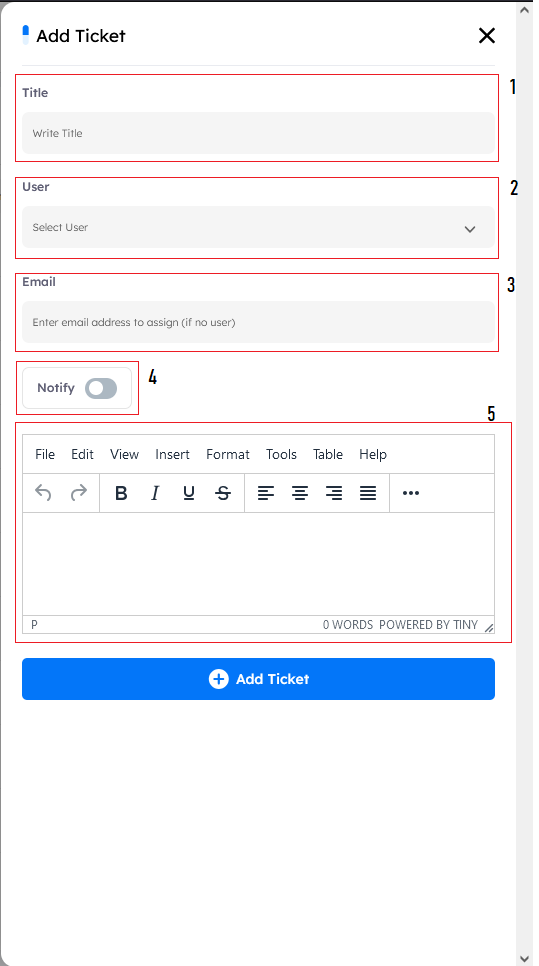 Add Ticket
1
Title
Write Title
2
User
Select User
3
Email
Enter email address to assign (if no user)
Notify
4
5
File Edit View Insert Format Tools Table Help
B I U S
P 0 WORDS POWERED BY TINY
Add Ticket